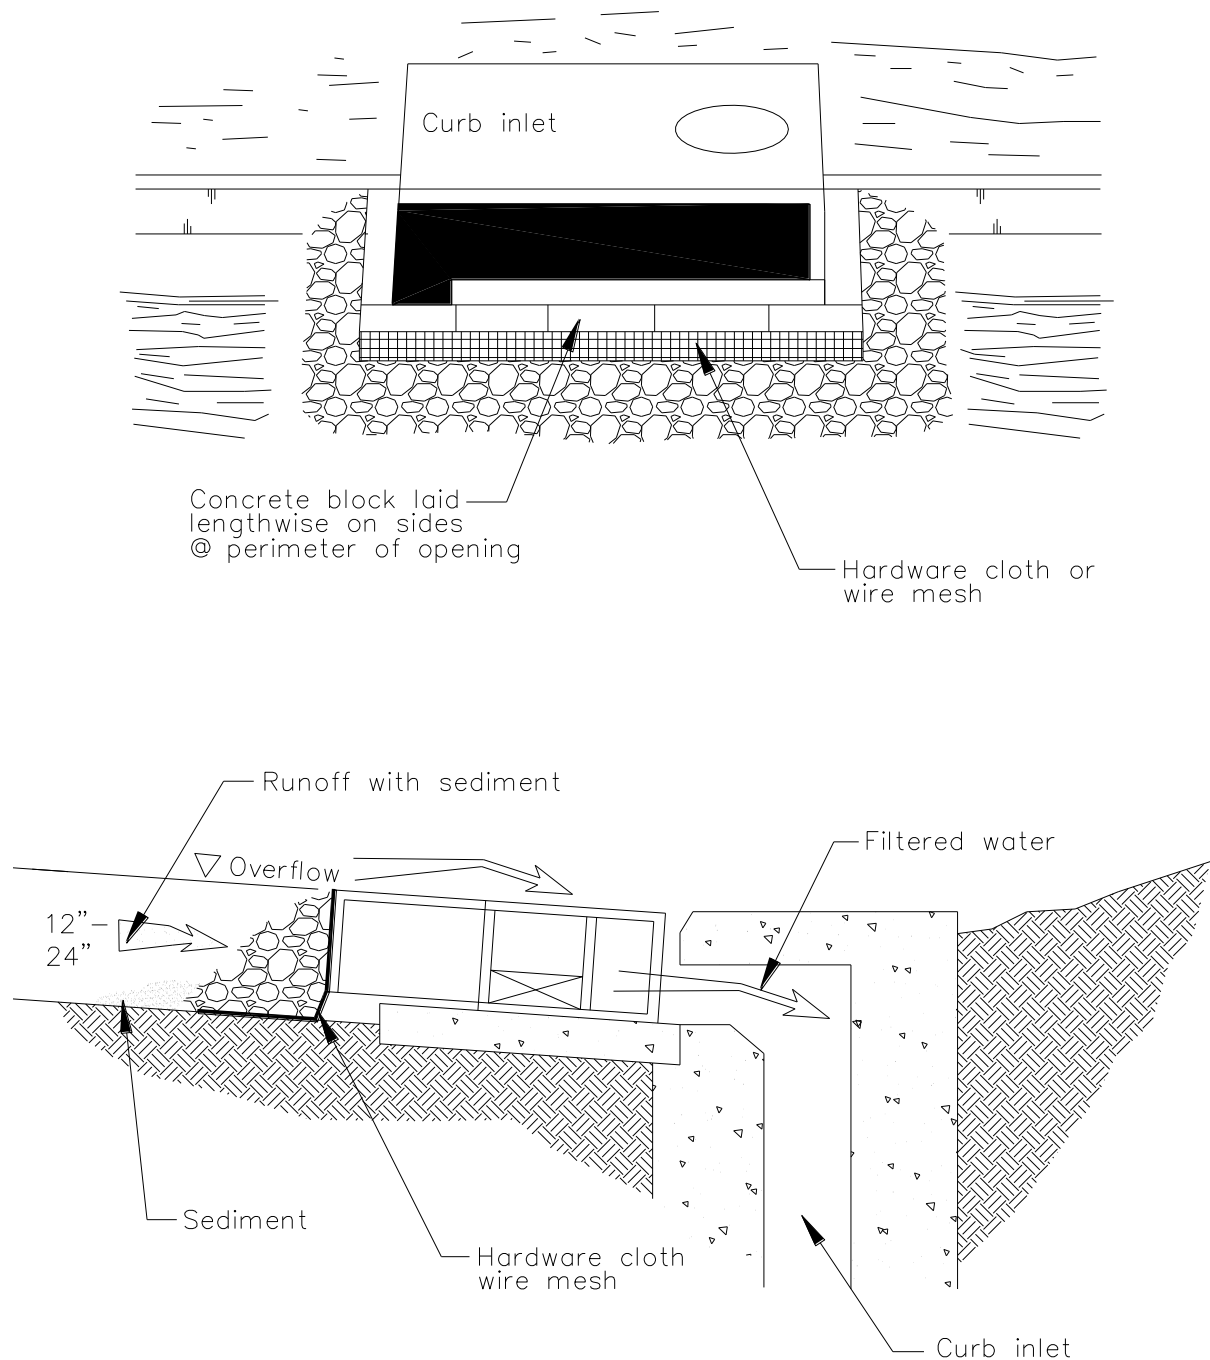 Curb inlet
Concrete block laid
lengthwise on sides
@ perimeter of opening
Hardware cloth or
wire mesh
Runoff with sediment
Overflow
Filtered water
12”-
24”
Sediment
Hardware cloth
wire mesh
Curb inlet